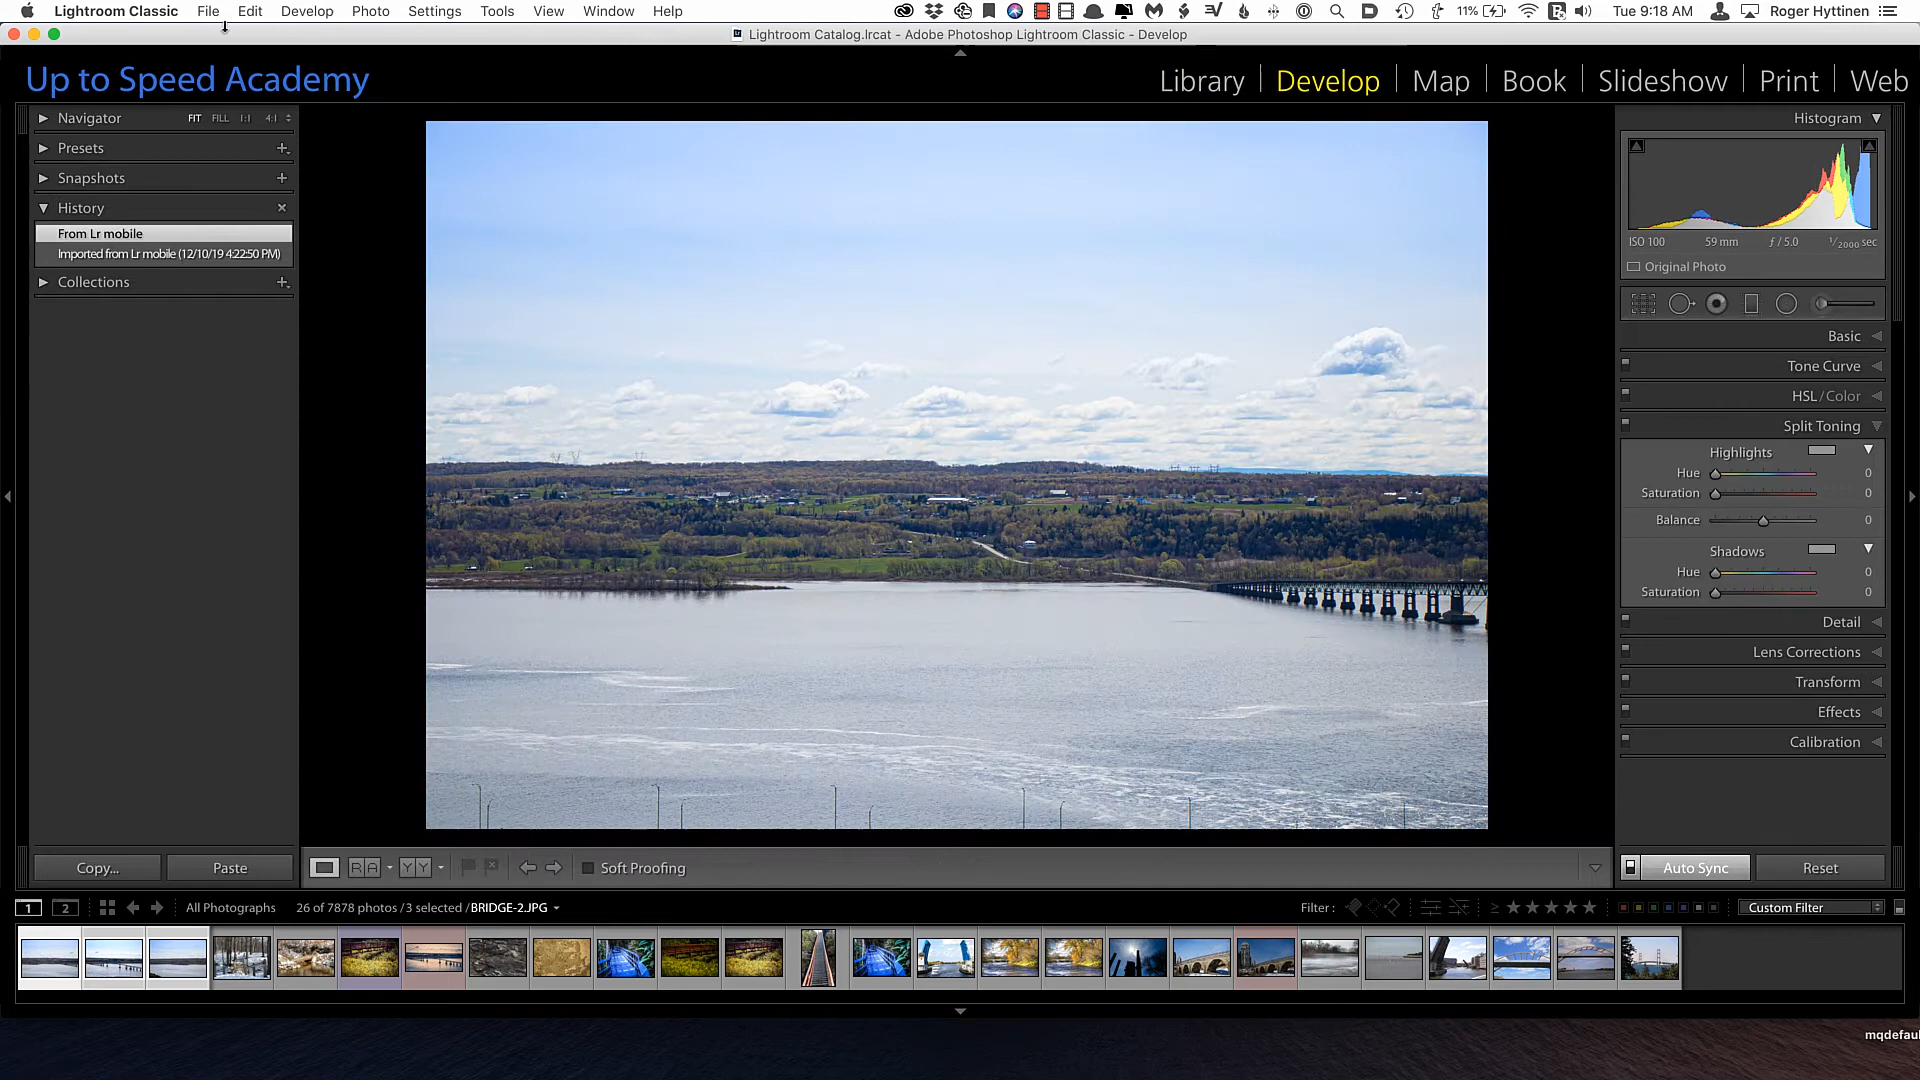 Lightroom Classic File Edit Develop Photo Settings Tools View Window Help 11% Tue 9:18 AM Roger Hyttinen
Lightroom Catalog.lrcat - Adobe Photoshop Lightroom Classic - Develop
Up to Speed Academy Library Develop Map Book Slideshow Print Web
Navigator FIT FILL 1:1 4:1
Presets
Snapshots
History
From Lr mobile
Imported from Lr mobile (12/10/19 4:22:50 PM)
Collections
Histogram
ISO 100 59 mm ƒ / 5.0 1/2000 sec
Original Photo
Basic
Tone Curve
HSL / Color
Split Toning
Highlights
Hue 0
Saturation 0
Balance 0
Shadows
Hue 0
Saturation 0
Detail
Lens Corrections
Transform
Effects
Calibration
Copy... Paste R A Y Y Soft Proofing Auto Sync Reset
1 2 All Photographs 26 of 7878 photos /3 selected /BRIDGE-2.JPG Filter : ≥ Custom Filter
mqdefaul